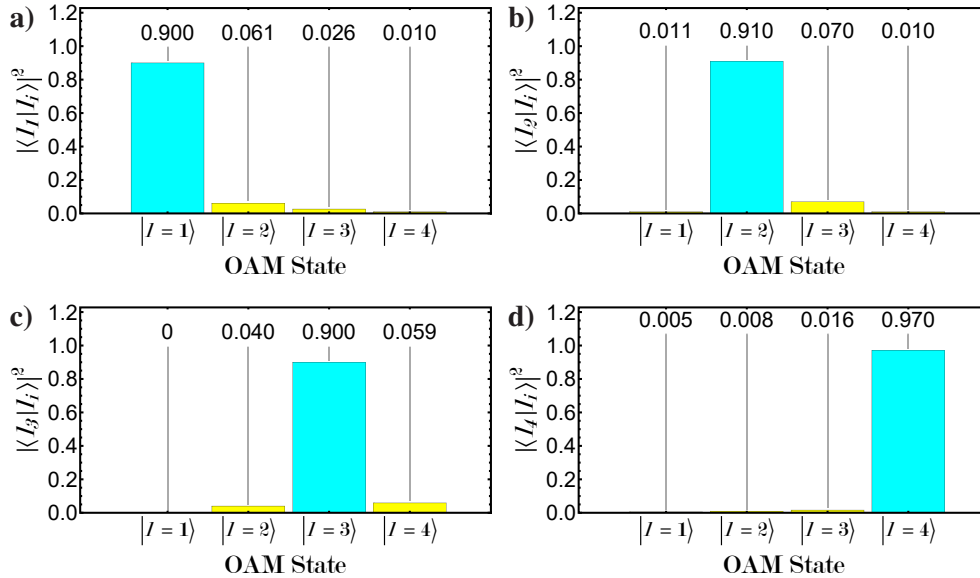 a)
|⟨I₁|Iᵢ⟩|²
1.2
1.0
0.8
0.6
0.4
0.2
0.0
0.900 0.061 0.026 0.010
|I = 1⟩ |I = 2⟩ |I = 3⟩ |I = 4⟩
OAM State
b)
|⟨I₂|Iᵢ⟩|²
1.2
1.0
0.8
0.6
0.4
0.2
0.0
0.011 0.910 0.070 0.010
|I = 1⟩ |I = 2⟩ |I = 3⟩ |I = 4⟩
OAM State
c)
|⟨I₃|Iᵢ⟩|²
1.2
1.0
0.8
0.6
0.4
0.2
0.0
0 0.040 0.900 0.059
|I = 1⟩ |I = 2⟩ |I = 3⟩ |I = 4⟩
OAM State
d)
|⟨I₄|Iᵢ⟩|²
1.2
1.0
0.8
0.6
0.4
0.2
0.0
0.005 0.008 0.016 0.970
|I = 1⟩ |I = 2⟩ |I = 3⟩ |I = 4⟩
OAM State